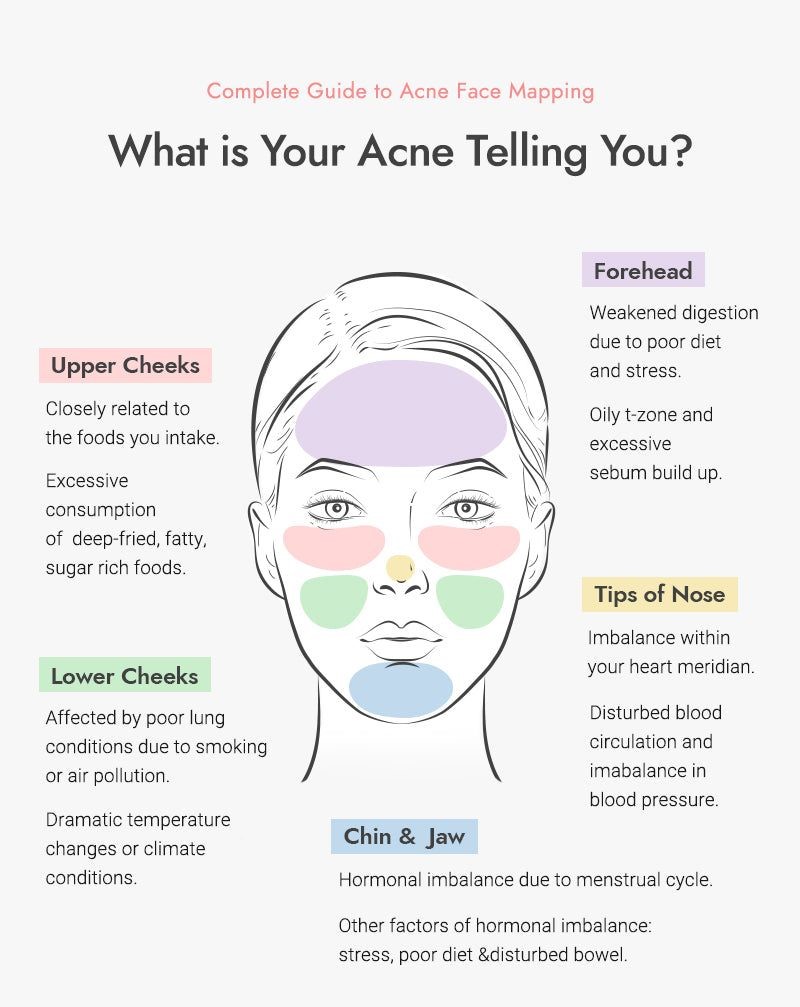 Complete Guide to Acne Face Mapping
What is Your Acne Telling You?
Forehead
Weakened digestion
due to poor diet
and stress.
Oily t-zone and
excessive
sebum build up.
Upper Cheeks
Closely related to
the foods you intake.
Excessive
consumption
of deep-fried, fatty,
sugar rich foods.
Tips of Nose
Imbalance within
your heart meridian.
Disturbed blood
circulation and
imabalance in
blood pressure.
Lower Cheeks
Affected by poor lung
conditions due to smoking
or air pollution.
Dramatic temperature
changes or climate
conditions.
Chin & Jaw
Hormonal imbalance due to menstrual cycle.
Other factors of hormonal imbalance:
stress, poor diet &disturbed bowel.